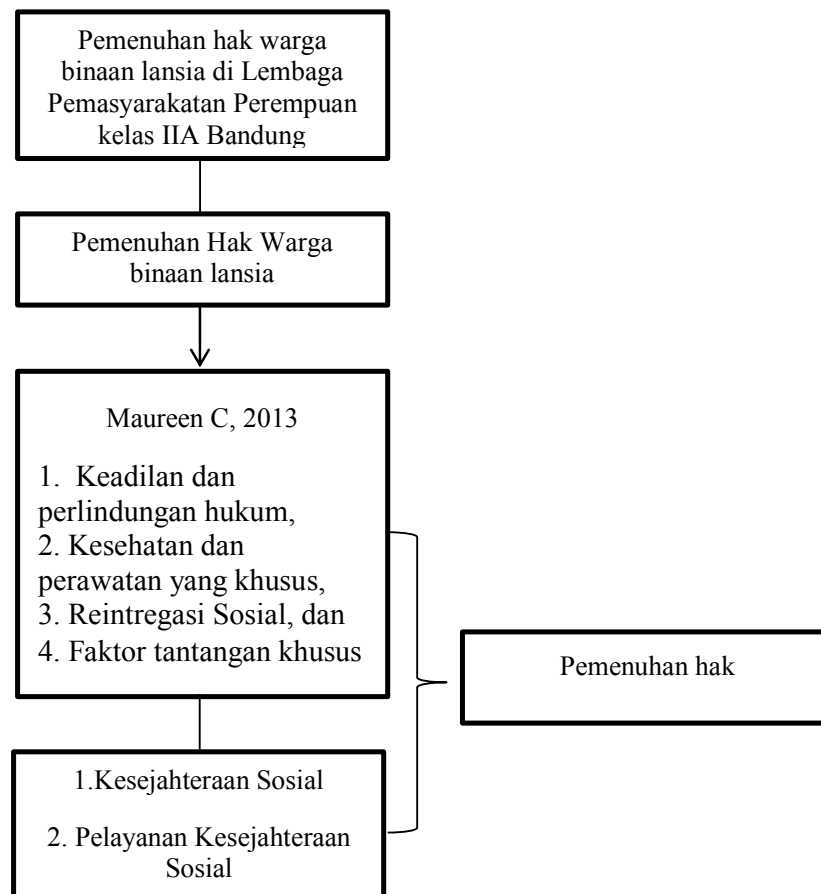 Pemenuhan hak warga
binaan lansia di Lembaga
Pemasyarakatan Perempuan
kelas IIA Bandung
Pemenuhan Hak Warga
binaan lansia
Maureen C, 2013
1. Keadilan dan
perlindungan hukum,
2. Kesehatan dan
perawatan yang khusus,
3. Reintregasi Sosial, dan
4. Faktor tantangan khusus
Pemenuhan hak
1.Kesejahteraan Sosial
2. Pelayanan Kesejahteraan
Sosial